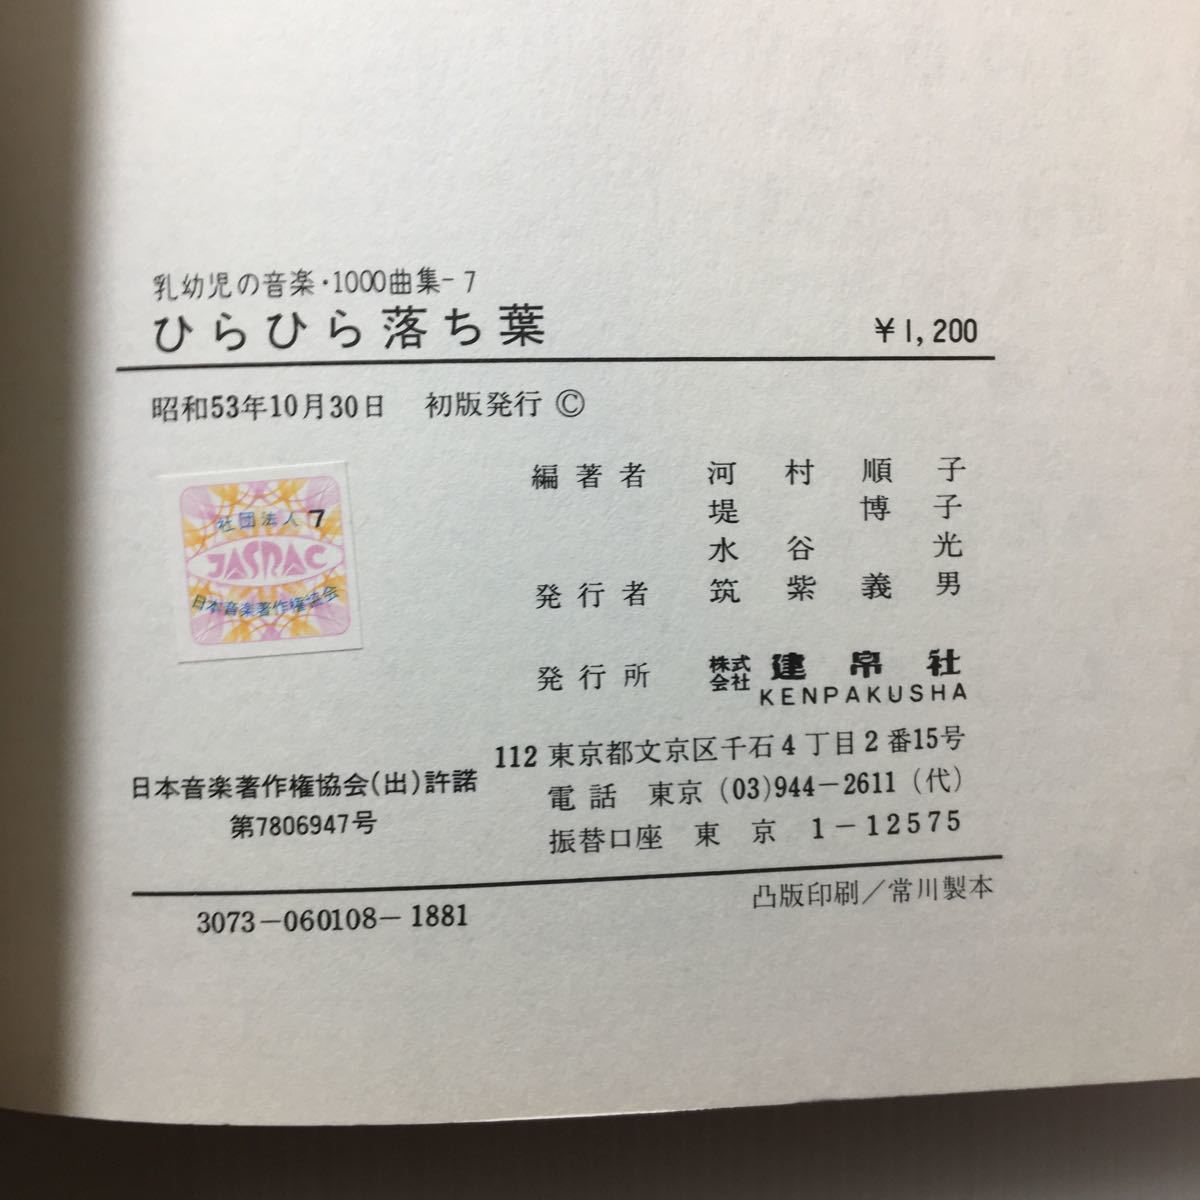 乳幼児の音楽・1000曲集-7
ひらひら落ち葉 ¥1,200
昭和53年10月30日 初版発行 ©
社団法人 7
JASRAC
日本音楽著作権協会
編著者 河村順子
堤博子
水谷光
発行者 筑紫義男
発行所 株式会社 建帛社
KENPAKUSHA
112 東京都文京区千石4丁目2番15号
電話 東京 (03)944-2611 (代)
振替口座 東京 1-12575
日本音楽著作権協会(出)許諾
第7806947号
凸版印刷/常川製本
3073-060108-1881